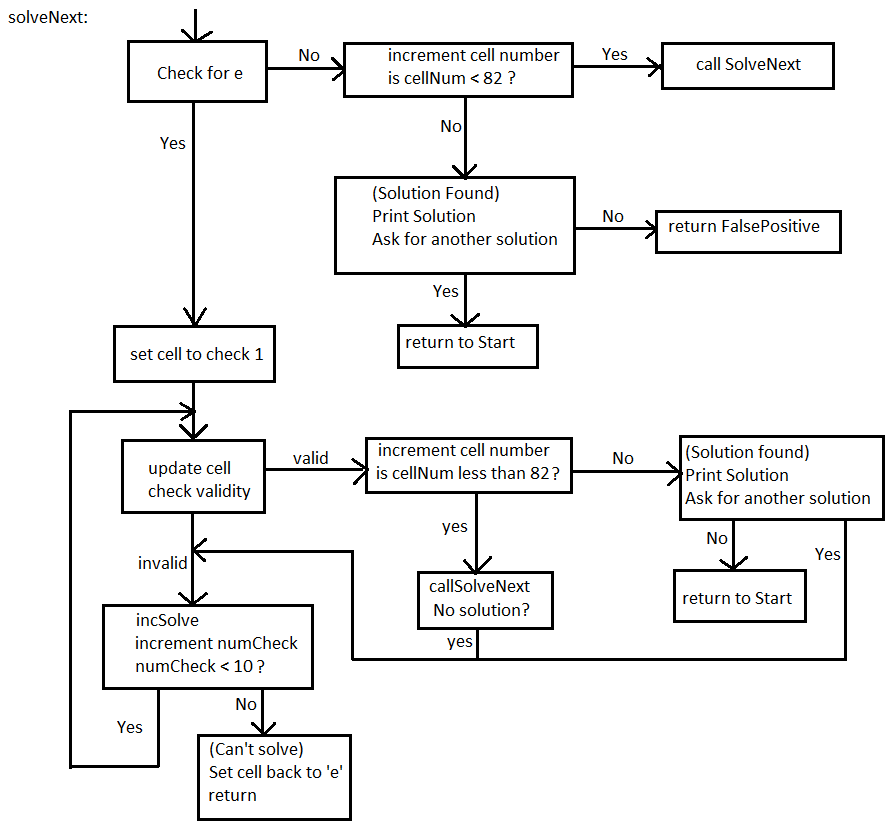 solveNext:
Check for e
No
increment cell number
is cellNum < 82 ?
Yes
call SolveNext
Yes
No
(Solution Found)
Print Solution
Ask for another solution
No
return FalsePositive
Yes
return to Start
set cell to check 1
update cell
check validity
valid
increment cell number
is cellNum less than 82?
No
(Solution found)
Print Solution
Ask for another solution
invalid
yes
No
Yes
callSolveNext
No solution?
return to Start
yes
incSolve
increment numCheck
numCheck < 10 ?
Yes
No
(Can't solve)
Set cell back to 'e'
return